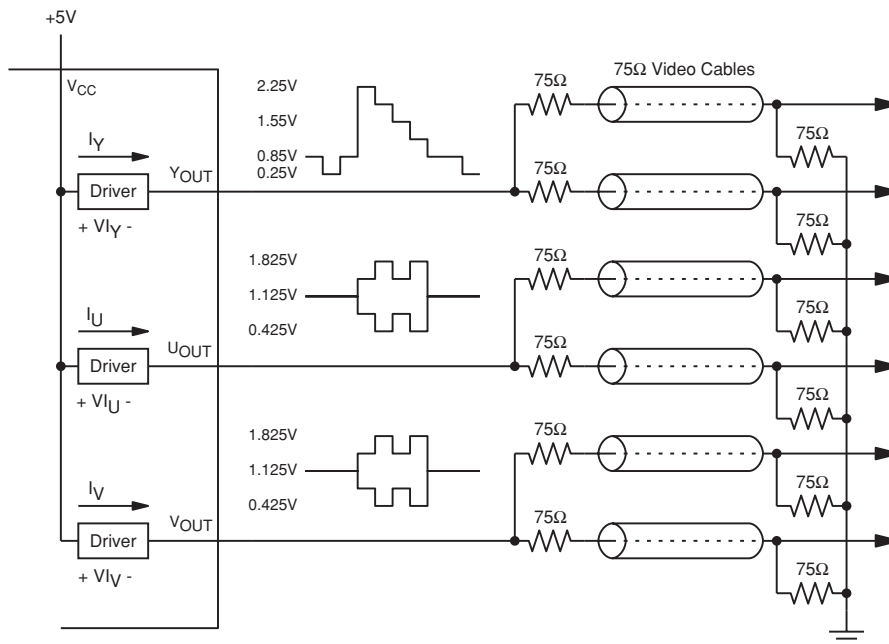 +5V
VCC
IY
Driver
+ VIY -
YOUT
2.25V
1.55V
0.85V
0.25V
75Ω
75Ω Video Cables
75Ω
75Ω
75Ω
IU
Driver
+ VIU -
UOUT
1.825V
1.125V
0.425V
75Ω
75Ω
75Ω
75Ω
IV
Driver
+ VIV -
VOUT
1.825V
1.125V
0.425V
75Ω
75Ω
75Ω
75Ω